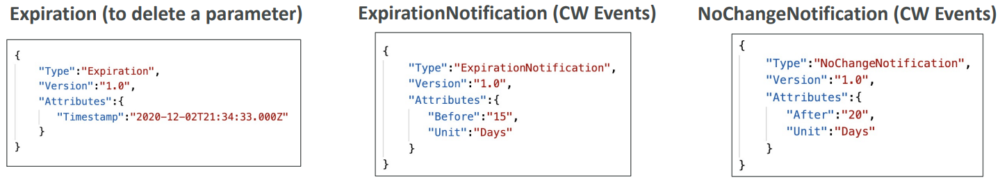 Expiration (to delete a parameter)
{
"Type":"Expiration",
"Version":"1.0",
"Attributes":{
"Timestamp":"2020-12-02T21:34:33.000Z"
}
}
ExpirationNotification (CW Events)
{
"Type":"ExpirationNotification",
"Version":"1.0",
"Attributes":{
"Before":"15",
"Unit":"Days"
}
}
NoChangeNotification (CW Events)
{
"Type":"NoChangeNotification",
"Version":"1.0",
"Attributes":{
"After":"20",
"Unit":"Days"
}
}